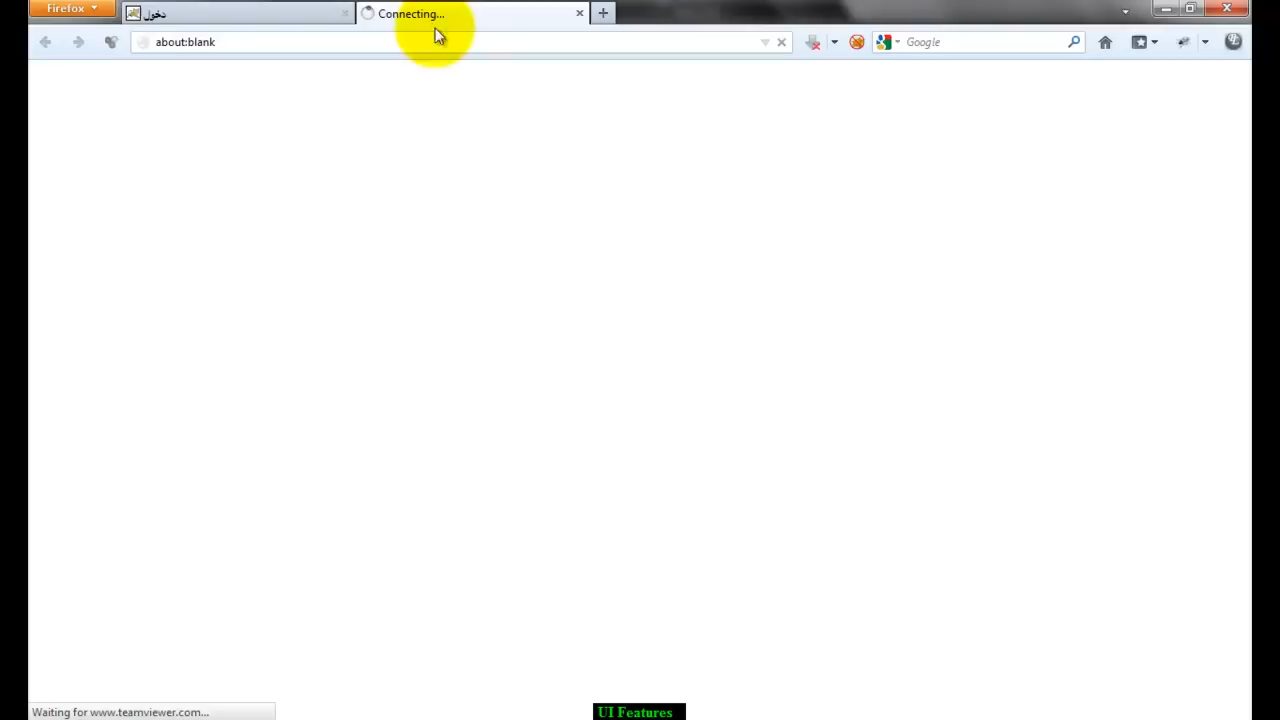 Firefox
دخول
Connecting...
about:blank
Google
Waiting for www.teamviewer.com...
UI Features